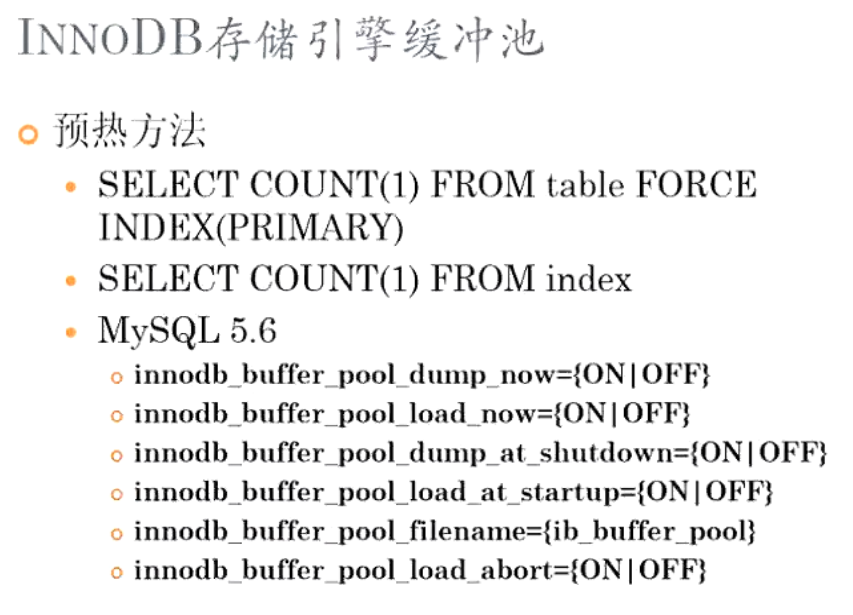 INNODB存储引擎缓冲池
预热方法
SELECT COUNT(1) FROM table FORCE
INDEX(PRIMARY)
SELECT COUNT(1) FROM index
MySQL 5.6
innodb_buffer_pool_dump_now={ON|OFF}
innodb_buffer_pool_load_now={ON|OFF}
innodb_buffer_pool_dump_at_shutdown={ON|OFF}
innodb_buffer_pool_load_at_startup={ON|OFF}
innodb_buffer_pool_filename={ib_buffer_pool}
innodb_buffer_pool_load_abort={ON|OFF}